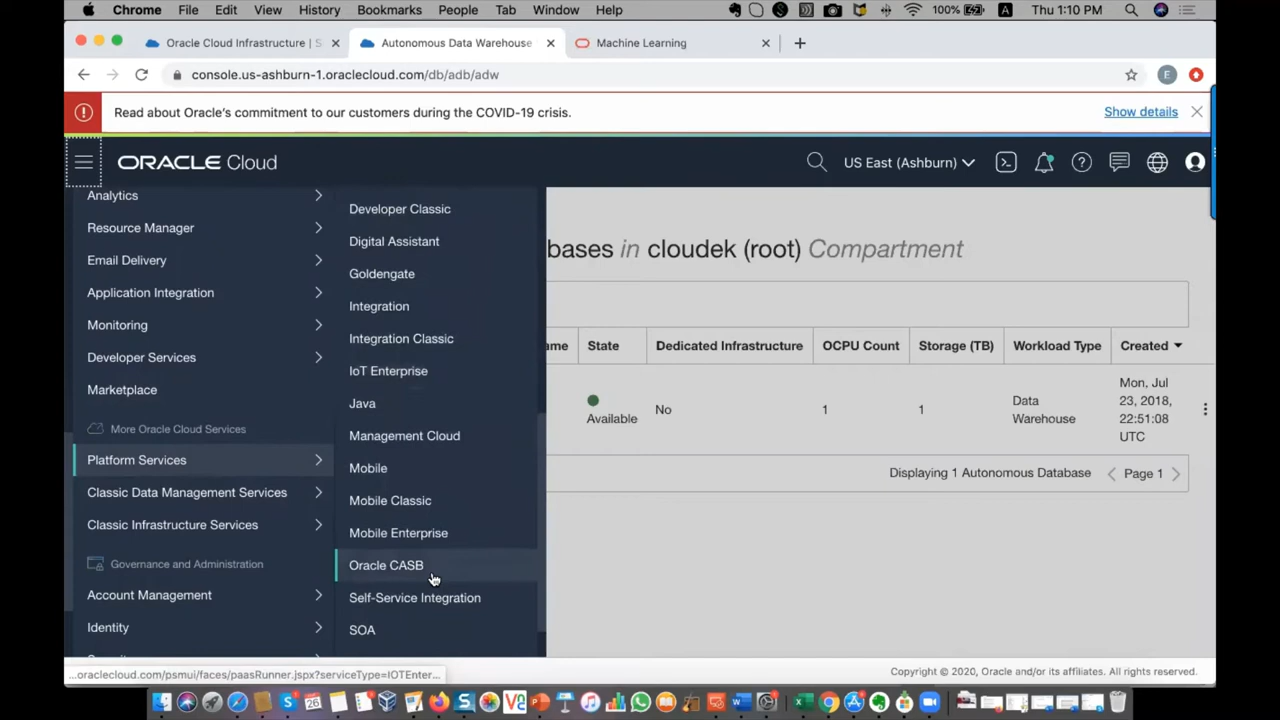 Chrome File Edit View History Bookmarks People Tab Window Help 100% A Thu 1:10 PM
Oracle Cloud Infrastructure | S Autonomous Data Warehouse Machine Learning
console.us-ashburn-1.oraclecloud.com/db/adb/adw E
Read about Oracle's commitment to our customers during the COVID-19 crisis. Show details
ORACLE Cloud US East (Ashburn)
Analytics
Resource Manager
Email Delivery
Application Integration
Monitoring
Developer Services
Marketplace
More Oracle Cloud Services
Platform Services
Classic Data Management Services
Classic Infrastructure Services
Governance and Administration
Account Management
Identity
Developer Classic
Digital Assistant
Goldengate
Integration
Integration Classic
IoT Enterprise
Java
Management Cloud
Mobile
Mobile Classic
Mobile Enterprise
Oracle CASB
Self-Service Integration
SOA
bases in cloudek (root) Compartment
me State Dedicated Infrastructure OCPU Count Storage (TB) Workload Type Created
Available No 1 1 Data Warehouse Mon, Jul 23, 2018, 22:51:08 UTC
Displaying 1 Autonomous Database Page 1
...oraclecloud.com/psmui/faces/paasRunner.jspx?serviceType=IOTEnter...
Copyright © 2020, Oracle and/or its affiliates. All rights reserved.